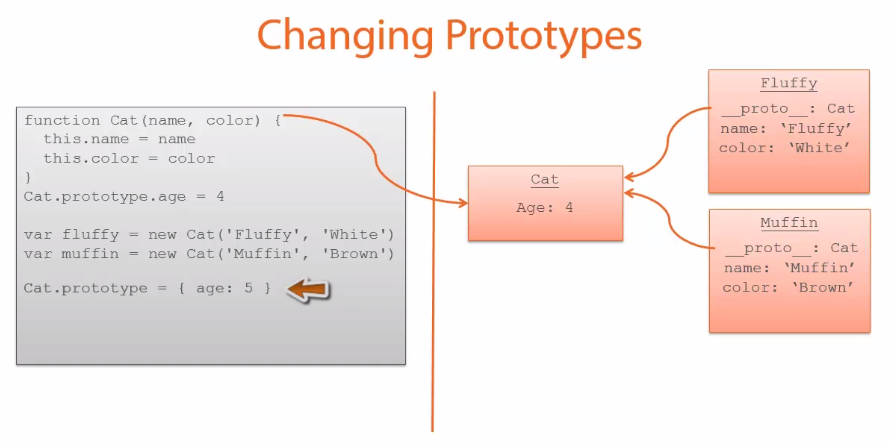 Changing Prototypes
function Cat(name, color) {
  this.name = name
  this.color = color
}
Cat.prototype.age = 4
var fluffy = new Cat('Fluffy', 'White')
var muffin = new Cat('Muffin', 'Brown')
Cat.prototype = { age: 5 }
Cat
Age: 4
Fluffy
__proto__: Cat
name: ‘Fluffy’
color: ‘White’
Muffin
__proto__: Cat
name: ‘Muffin’
color: ‘Brown’